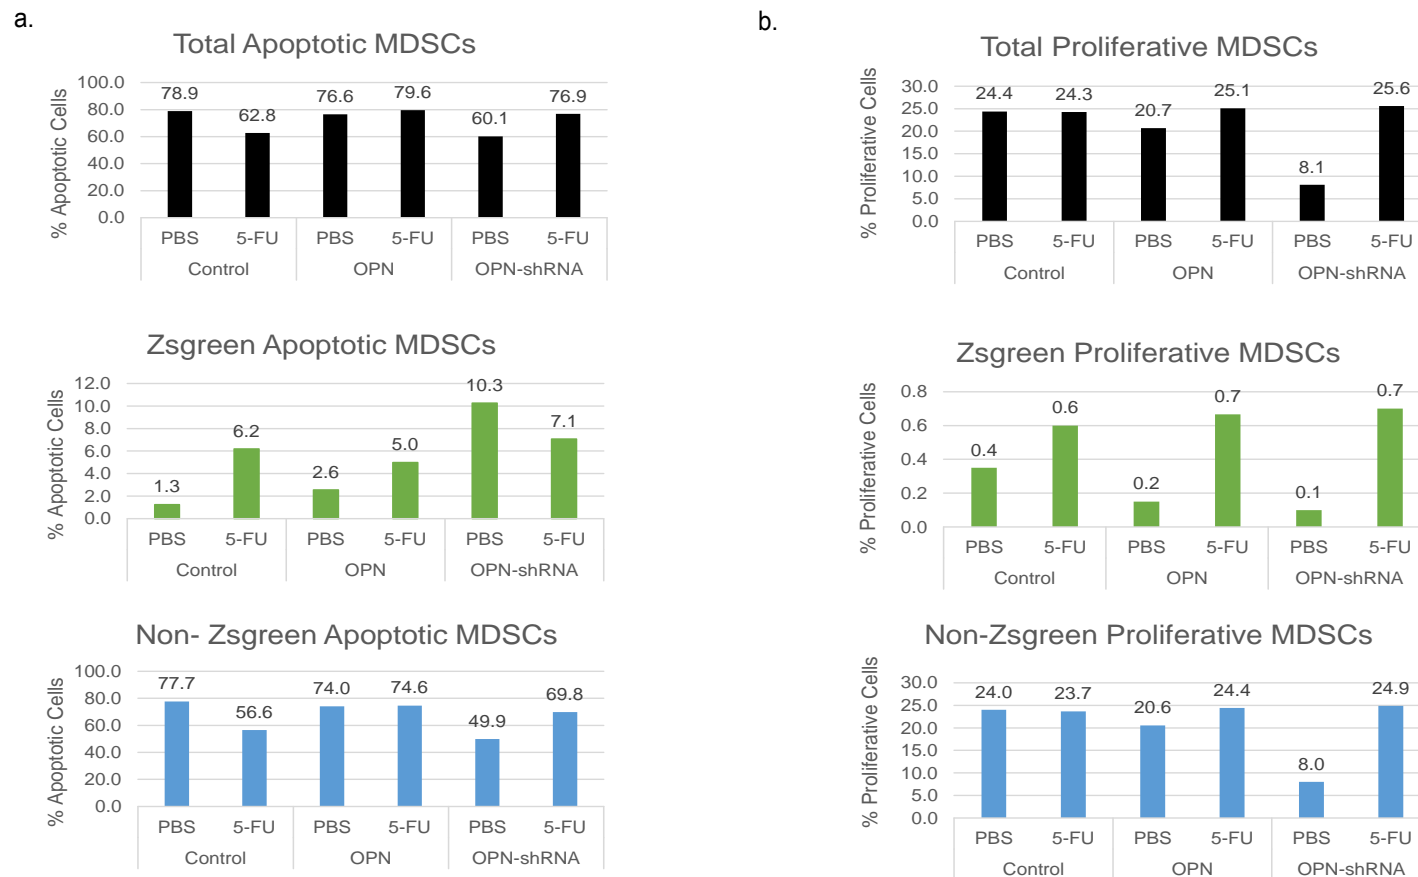 a.
Total Apoptotic MDSCs
% Apoptotic Cells
100.0
80.0
60.0
40.0
20.0
0.0
78.9
62.8
76.6
79.6
60.1
76.9
PBS 5-FU PBS 5-FU PBS 5-FU
Control OPN OPN-shRNA
Zsgreen Apoptotic MDSCs
% Apoptotic Cells
12.0
10.0
8.0
6.0
4.0
2.0
0.0
1.3
6.2
2.6
5.0
10.3
7.1
PBS 5-FU PBS 5-FU PBS 5-FU
Control OPN OPN-shRNA
Non- Zsgreen Apoptotic MDSCs
% Apoptotic Cells
100.0
80.0
60.0
40.0
20.0
0.0
77.7
56.6
74.0
74.6
49.9
69.8
PBS 5-FU PBS 5-FU PBS 5-FU
Control OPN OPN-shRNA
b.
Total Proliferative MDSCs
% Proliferative Cells
30.0
25.0
20.0
15.0
10.0
5.0
0.0
24.4
24.3
20.7
25.1
8.1
25.6
PBS 5-FU PBS 5-FU PBS 5-FU
Control OPN OPN-shRNA
Zsgreen Proliferative MDSCs
% Proliferative Cells
0.8
0.6
0.4
0.2
0.0
0.4
0.6
0.2
0.7
0.1
0.7
PBS 5-FU PBS 5-FU PBS 5-FU
Control OPN OPN-shRNA
Non-Zsgreen Proliferative MDSCs
% Proliferative Cells
30.0
25.0
20.0
15.0
10.0
5.0
0.0
24.0
23.7
20.6
24.4
8.0
24.9
PBS 5-FU PBS 5-FU PBS 5-FU
Control OPN OPN-shRNA